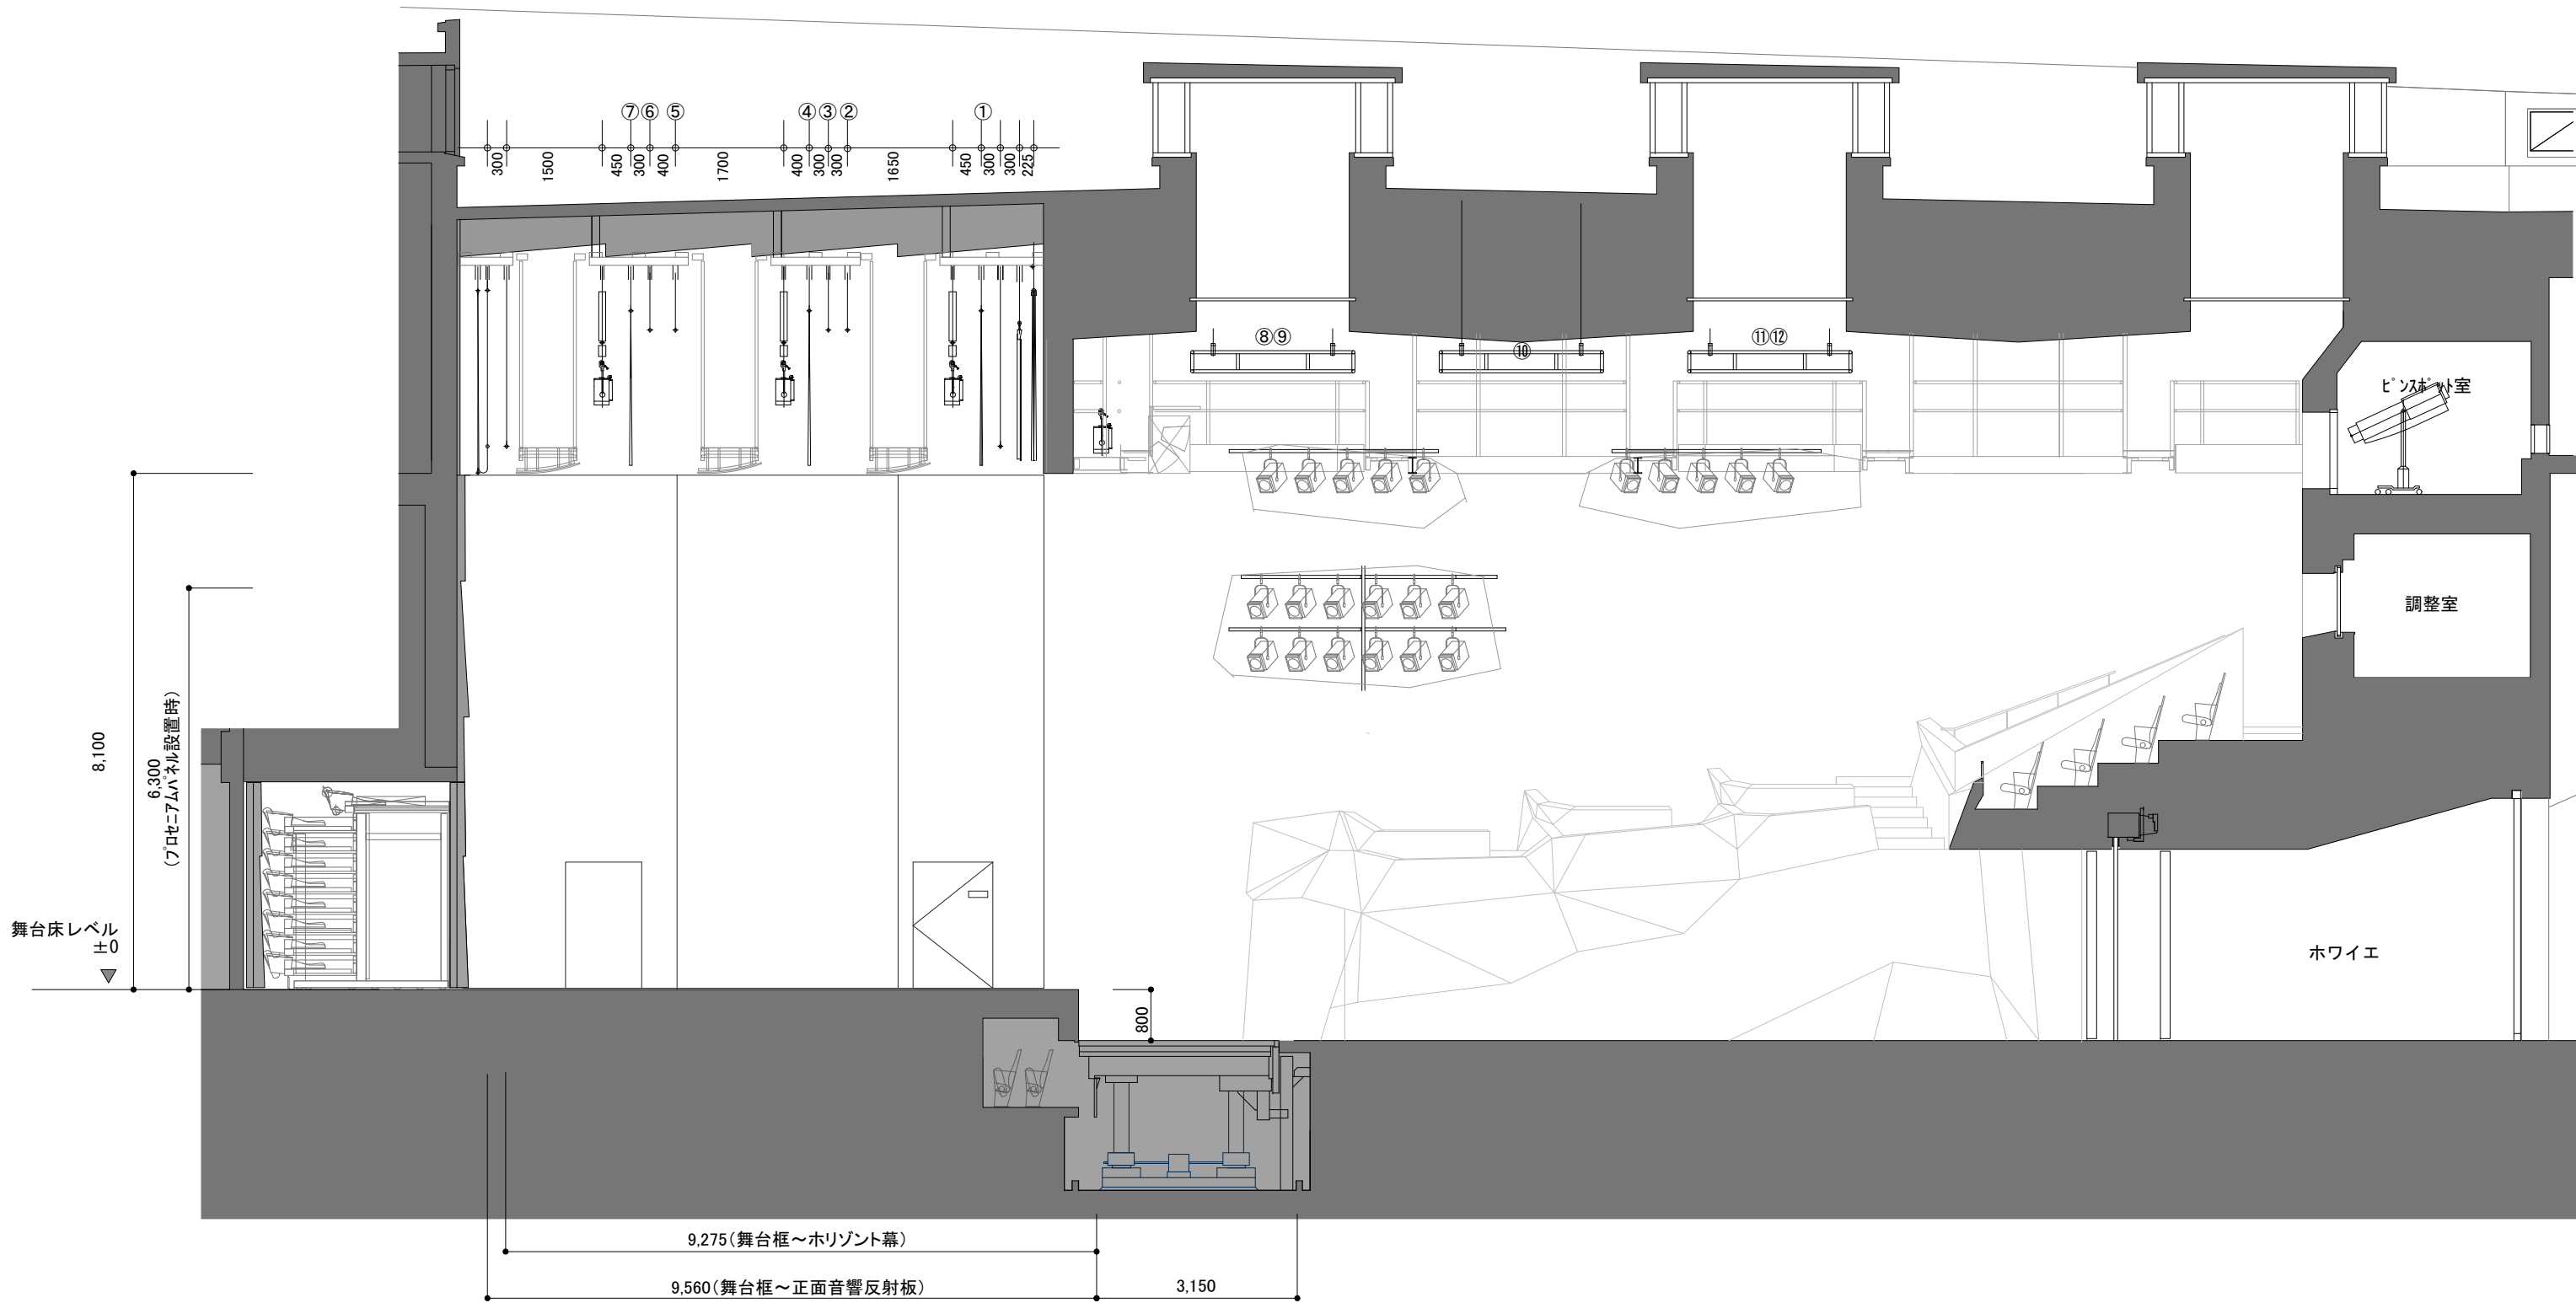 ⑦⑥⑤ ④③② ①
300 1500 450 300 400 1700 400 300 300 1650 450 300 300 225
⑧⑨
⑩
⑪⑫
ﾋﾟﾝｽﾎﾟｯﾄ室
調整室
8,100
6,300
(ﾌﾟﾛｾﾆｱﾑﾊﾟﾈﾙ設置時)
舞台床レベル
±0
ホワイエ
800
9,275(舞台框～ホリゾント幕)
9,560(舞台框～正面音響反射板)
3,150